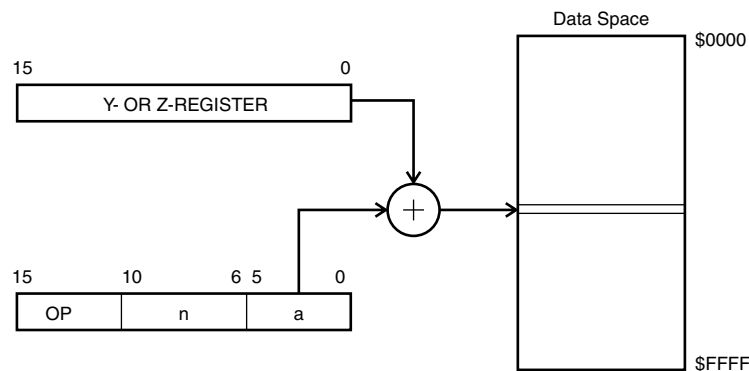 Data Space
$0000
15 0
Y- OR Z-REGISTER
+
15 10 6 5 0
OP n a
$FFFF